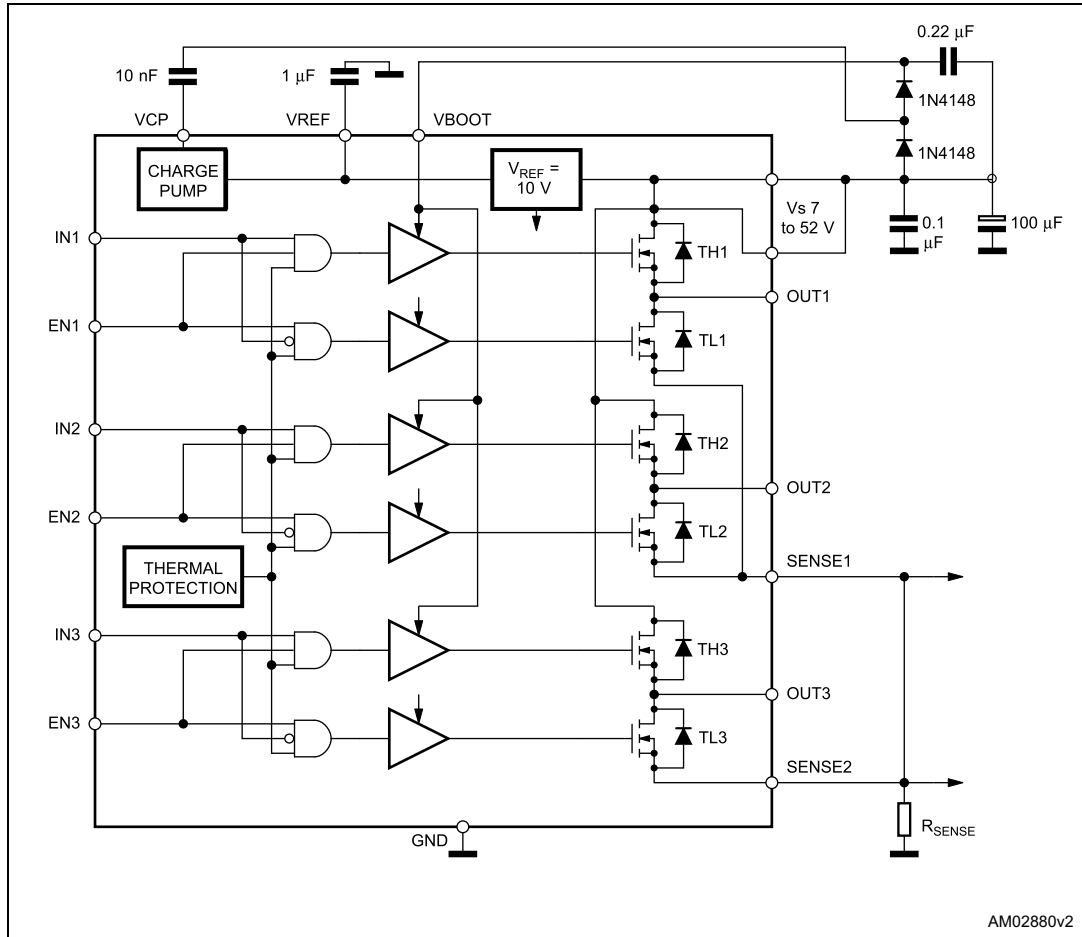 0.22 µF
10 nF
1 µF
1N4148
VCP
VREF
VBOOT
1N4148
CHARGE
PUMP
VREF =
10 V
Vs 7
to 52 V
0.1
µF
100 µF
IN1
TH1
OUT1
EN1
TL1
IN2
TH2
OUT2
EN2
TL2
THERMAL
PROTECTION
SENSE1
IN3
TH3
OUT3
EN3
TL3
SENSE2
GND
RSENSE
AM02880v2